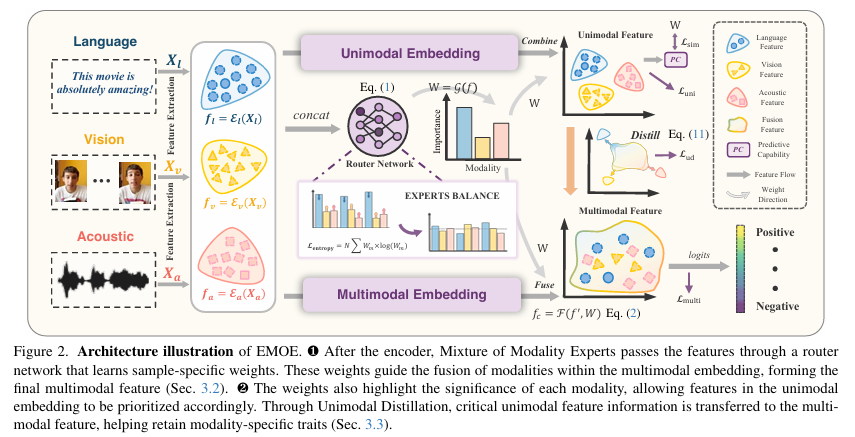 Language
This movie is
absolutely amazing!
Vision
Acoustic
X_l
X_v
X_a
Feature Extraction
Feature Extraction
f_l = ℰ_l(X_l)
f_v = ℰ_v(X_v)
f_a = ℰ_a(X_a)
Unimodal Embedding
concat
Eq. (1)
Router Network
W = 𝒢(f)
Importance
Modality
EXPERTS BALANCE
ℒ_entropy = N ∑ W_m × log(W_m)
Multimodal Embedding
Combine
W
W
Fuse
f_c = ℱ(f′, W) Eq. (2)
Unimodal Feature
W
ℒ_sim
PC
ℒ_uni
Distill Eq. (11)
ℒ_ud
Multimodal Feature
logits
ℒ_multi
Positive
Negative
Language
Feature
Vision
Feature
Acoustic
Feature
Fusion
Feature
PC
Predictive
Capability
Feature Flow
Weight
Direction
Figure 2. Architecture illustration of EMOE. ❶ After the encoder, Mixture of Modality Experts passes the features through a router
network that learns sample-specific weights. These weights guide the fusion of modalities within the multimodal embedding, forming the
final multimodal feature (Sec. 3.2). ❷ The weights also highlight the significance of each modality, allowing features in the unimodal
embedding to be prioritized accordingly. Through Unimodal Distillation, critical unimodal feature information is transferred to the multi-
modal feature, helping retain modality-specific traits (Sec. 3.3).